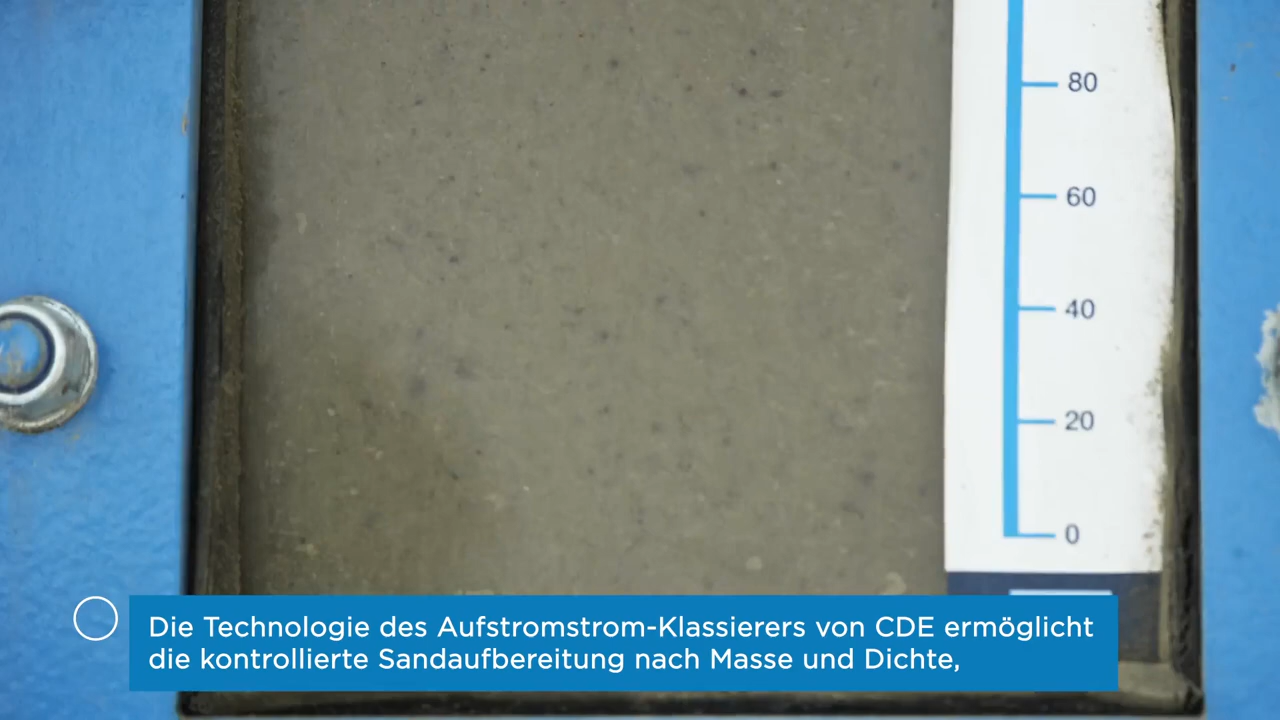 80
60
40
20
0
Die Technologie des Aufstromstrom-Klassierers von CDE ermöglicht
die kontrollierte Sandaufbereitung nach Masse und Dichte,